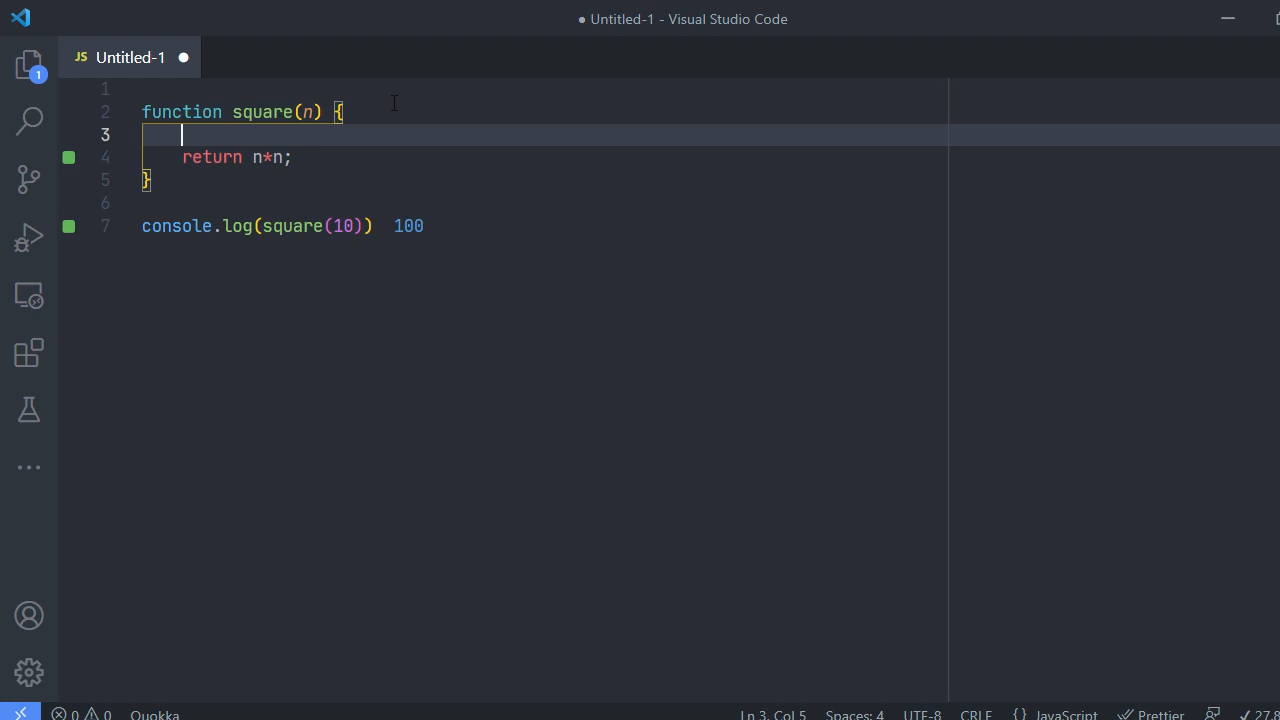 ● Untitled-1 - Visual Studio Code
JS Untitled-1 ●
1
1
2 function square(n) {
3
4 return n*n;
5 }
6
7 console.log(square(10)) 100
0 0 Quokka Ln 3, Col 5 Spaces: 4 UTF-8 CRLF {} JavaScript Prettier